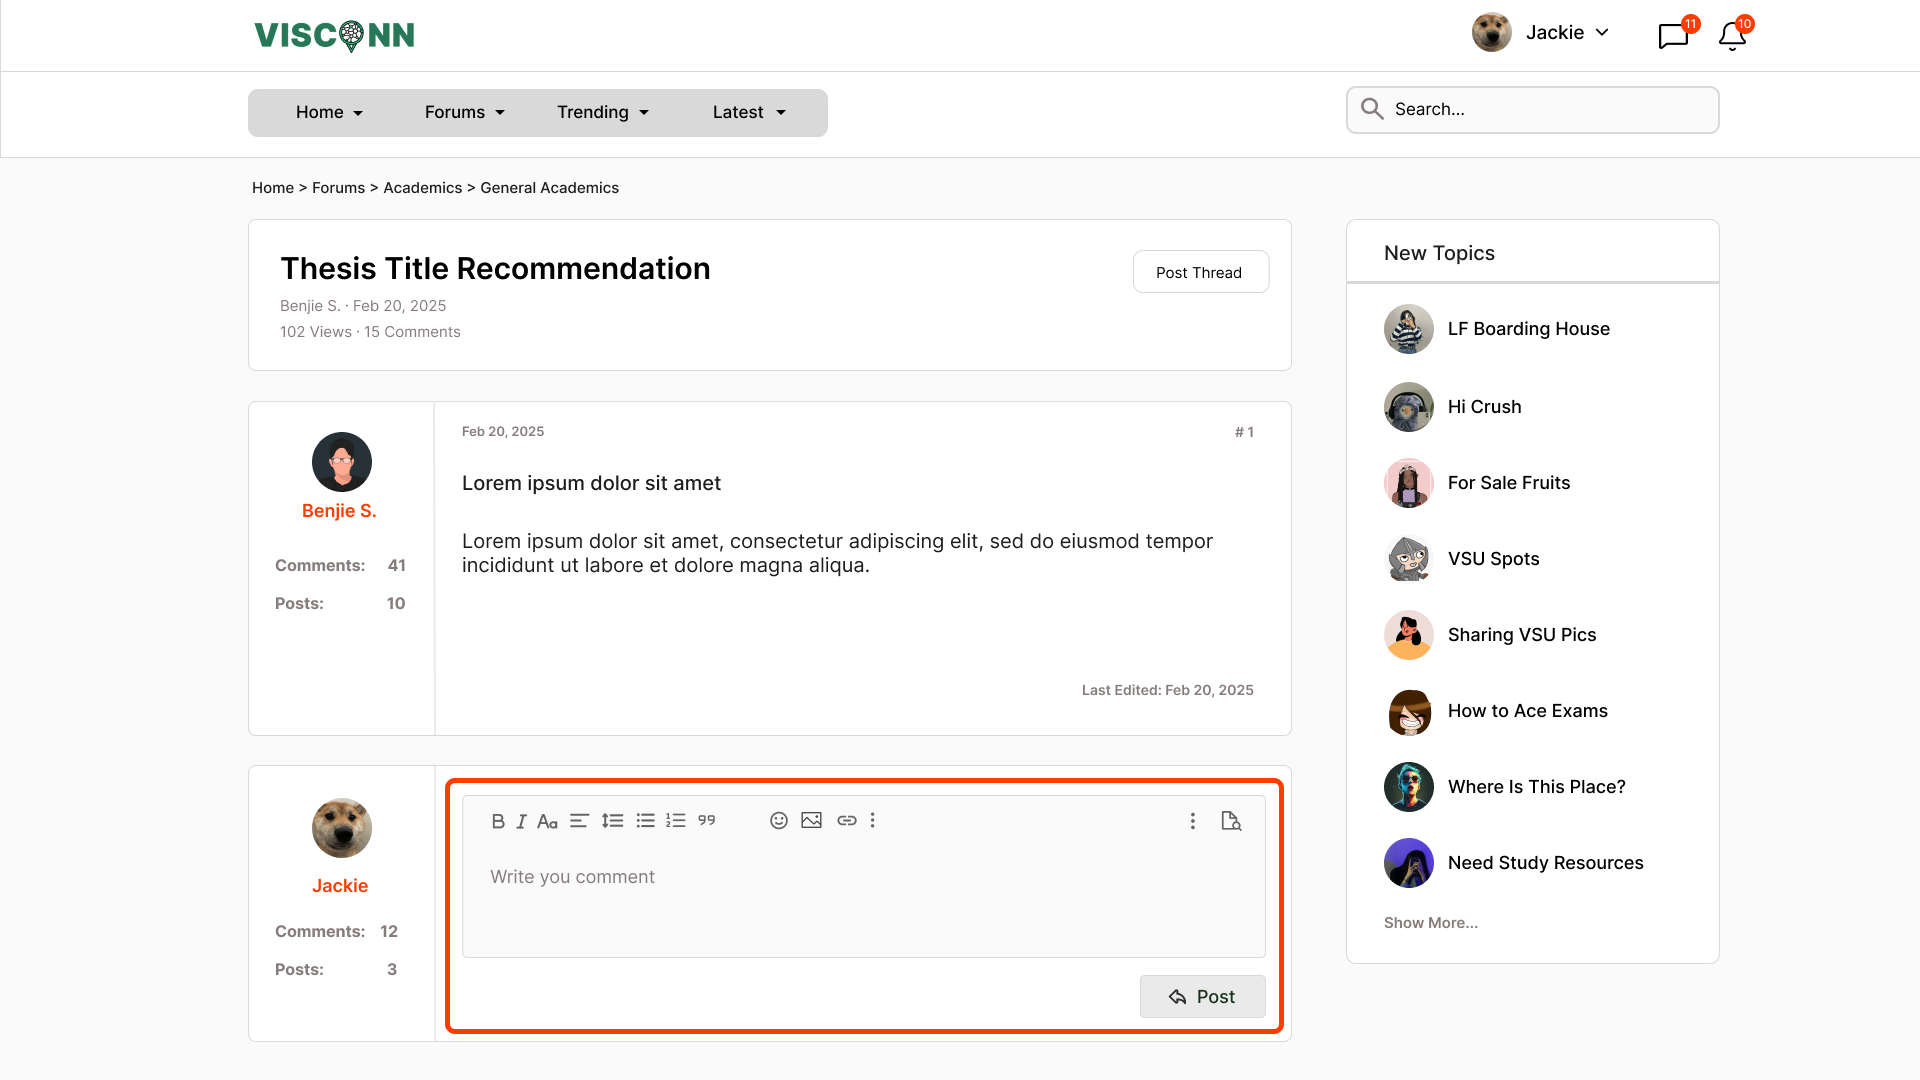 VISCONN
Jackie
11
10
Home
Forums
Trending
Latest
Search...
Home > Forums > Academics > General Academics
Thesis Title Recommendation
Benjie S. · Feb 20, 2025
102 Views · 15 Comments
Post Thread
Benjie S.
Comments: 41
Posts: 10
Feb 20, 2025
# 1
Lorem ipsum dolor sit amet
Lorem ipsum dolor sit amet, consectetur adipiscing elit, sed do eiusmod tempor
incididunt ut labore et dolore magna aliqua.
Last Edited: Feb 20, 2025
Jackie
Comments: 12
Posts: 3
B I Aa
Write you comment
Post
New Topics
LF Boarding House
Hi Crush
For Sale Fruits
VSU Spots
Sharing VSU Pics
How to Ace Exams
Where Is This Place?
Need Study Resources
Show More...